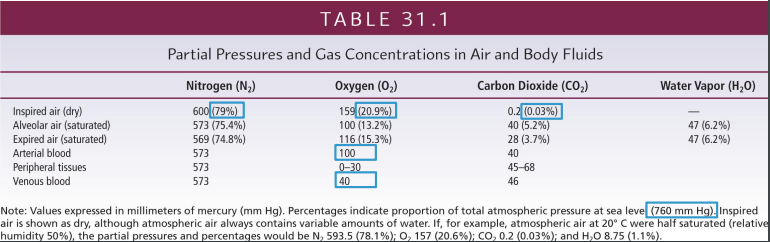 TABLE 31.1
Partial Pressures and Gas Concentrations in Air and Body Fluids
Nitrogen (N₂) Oxygen (O₂) Carbon Dioxide (CO₂) Water Vapor (H₂O)
Inspired air (dry) 600 (79%) 159 (20.9%) 0.2 (0.03%) —
Alveolar air (saturated) 573 (75.4%) 100 (13.2%) 40 (5.2%) 47 (6.2%)
Expired air (saturated) 569 (74.8%) 116 (15.3%) 28 (3.7%) 47 (6.2%)
Arterial blood 573 100 40
Peripheral tissues 573 0–30 45–68
Venous blood 573 40 46
Note: Values expressed in millimeters of mercury (mm Hg). Percentages indicate proportion of total atmospheric pressure at sea level (760 mm Hg). Inspired
air is shown as dry, although atmospheric air always contains variable amounts of water. If, for example, atmospheric air at 20° C were half saturated (relative
humidity 50%), the partial pressures and percentages would be N₂ 593.5 (78.1%); O₂ 157 (20.6%); CO₂ 0.2 (0.03%); and H₂O 8.75 (1.1%).